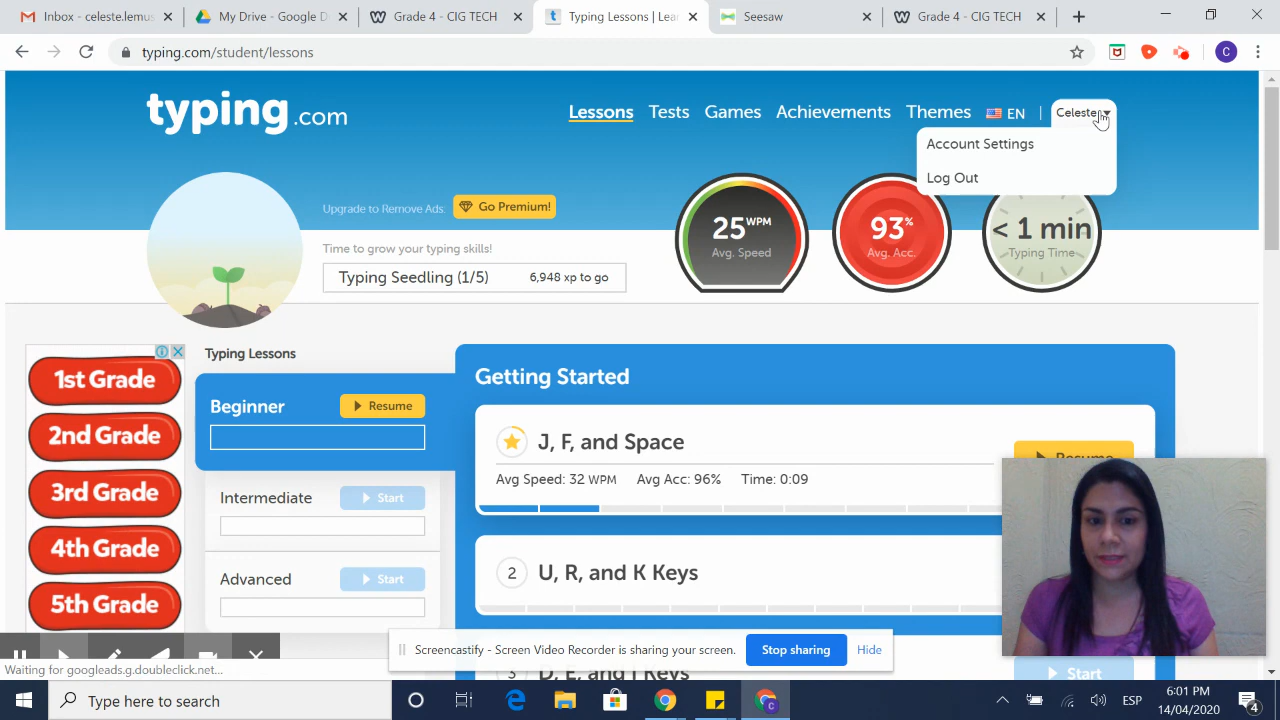 Inbox - celeste.lemus
My Drive - Google D
Grade 4 - CIG TECH
Typing Lessons | Lea
Seesaw
Grade 4 - CIG TECH
typing.com/student/lessons
C
typing.com
Lessons Tests Games Achievements Themes EN | Celeste
Account Settings
Log Out
Upgrade to Remove Ads: Go Premium!
Time to grow your typing skills!
Typing Seedling (1/5) 6,948 xp to go
25 WPM
Avg. Speed
93%
Avg. Acc.
< 1 min
Typing Time
1st Grade
2nd Grade
3rd Grade
4th Grade
5th Grade
Typing Lessons
Beginner Resume
Intermediate Start
Advanced Start
Getting Started
J, F, and Space
Resume
Avg Speed: 32 WPM Avg Acc: 96% Time: 0:09
2 U, R, and K Keys
3 D, E, and I Keys
Start
Screencastify - Screen Video Recorder is sharing your screen. Stop sharing Hide
Waiting for googleads.g.doubleclick.net...
Type here to search
ESP
6:01 PM
14/04/2020
4